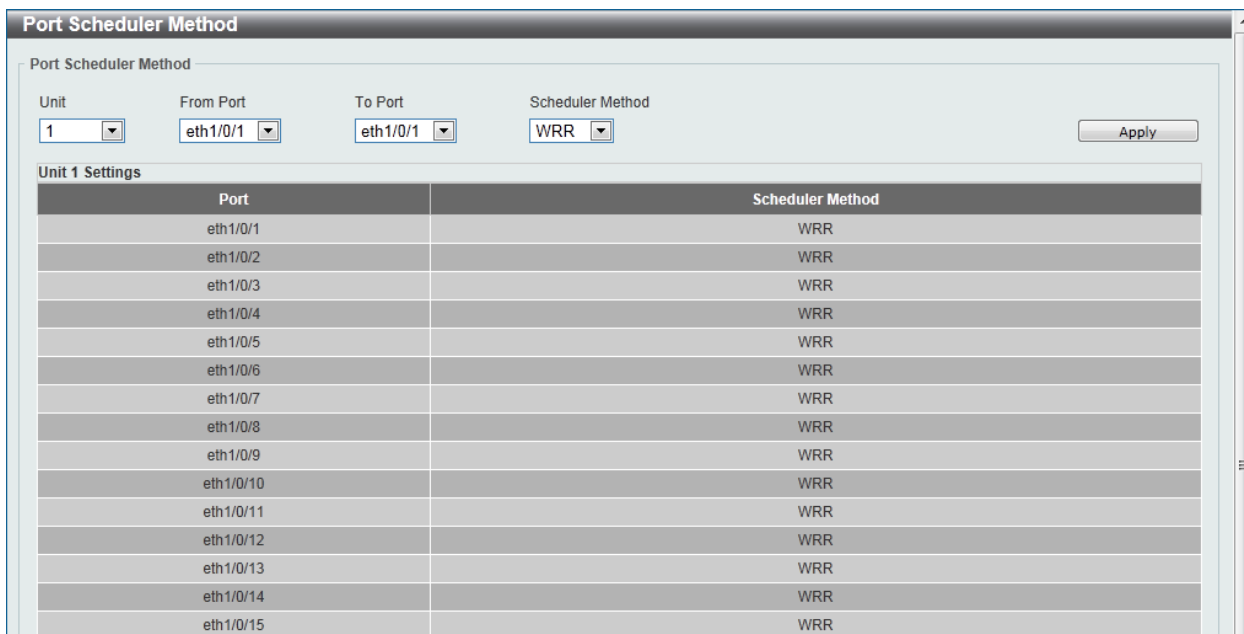 Port Scheduler Method
Port Scheduler Method
Unit From Port To Port Scheduler Method
1 eth1/0/1 eth1/0/1 WRR Apply
Unit 1 Settings
Port Scheduler Method
eth1/0/1 WRR
eth1/0/2 WRR
eth1/0/3 WRR
eth1/0/4 WRR
eth1/0/5 WRR
eth1/0/6 WRR
eth1/0/7 WRR
eth1/0/8 WRR
eth1/0/9 WRR
eth1/0/10 WRR
eth1/0/11 WRR
eth1/0/12 WRR
eth1/0/13 WRR
eth1/0/14 WRR
eth1/0/15 WRR